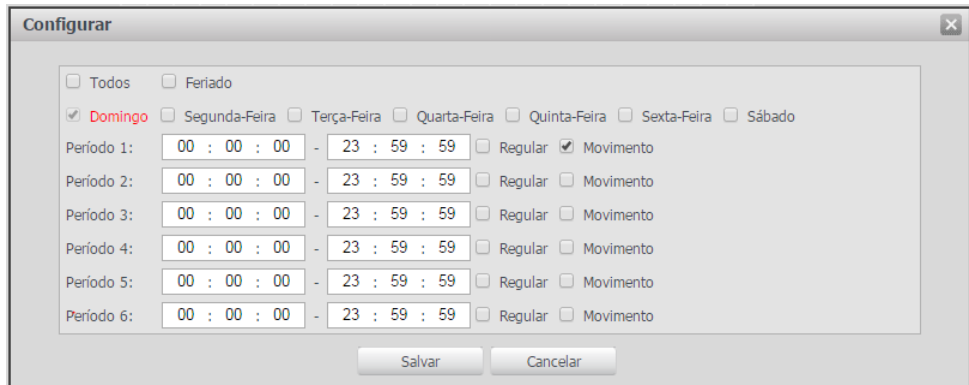 Configurar
Todos Feriado
Domingo Segunda-Feira Terça-Feira Quarta-Feira Quinta-Feira Sexta-Feira Sábado
Período 1: 00 : 00 : 00 - 23 : 59 : 59 Regular Movimento
Período 2: 00 : 00 : 00 - 23 : 59 : 59 Regular Movimento
Período 3: 00 : 00 : 00 - 23 : 59 : 59 Regular Movimento
Período 4: 00 : 00 : 00 - 23 : 59 : 59 Regular Movimento
Período 5: 00 : 00 : 00 - 23 : 59 : 59 Regular Movimento
Período 6: 00 : 00 : 00 - 23 : 59 : 59 Regular Movimento
Salvar Cancelar